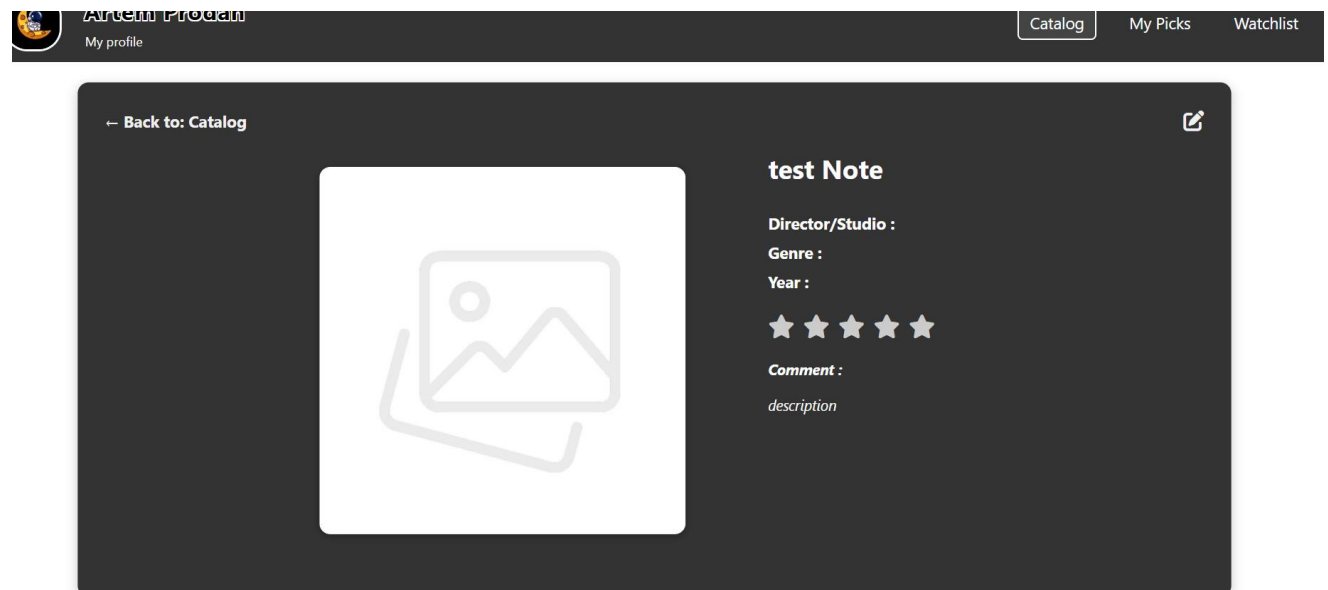 Artem Prodan
My profile
Catalog
My Picks
Watchlist
← Back to: Catalog
test Note
Director/Studio :
Genre :
Year :
Comment :
description